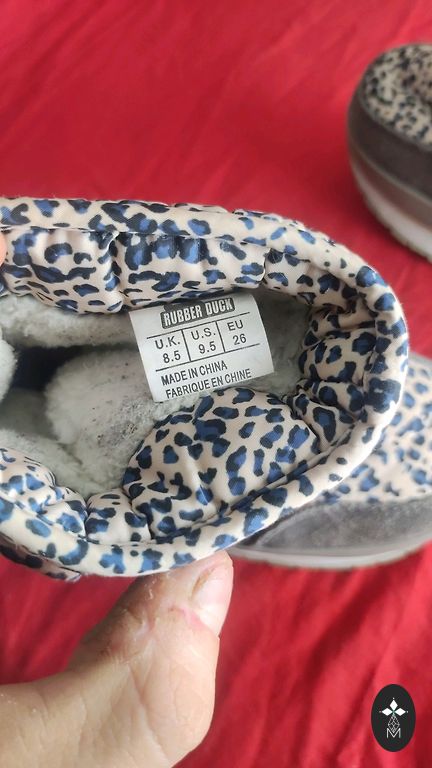 RUBBER DUCK
U.K. U.S. EU
8.5 9.5 26
MADE IN CHINA
FABRIQUE EN CHINE
M